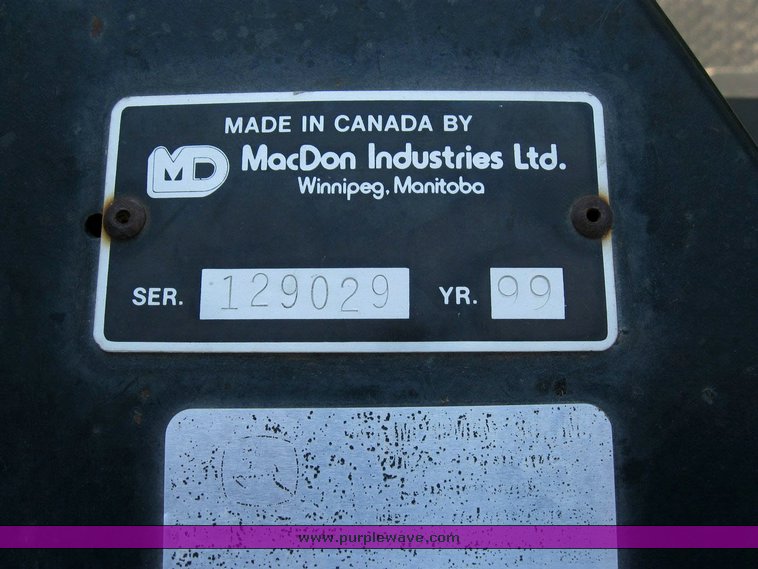 MADE IN CANADA BY
MD MacDon Industries Ltd.
Winnipeg, Manitoba
SER. 129029 YR. 99
www.purplewave.com